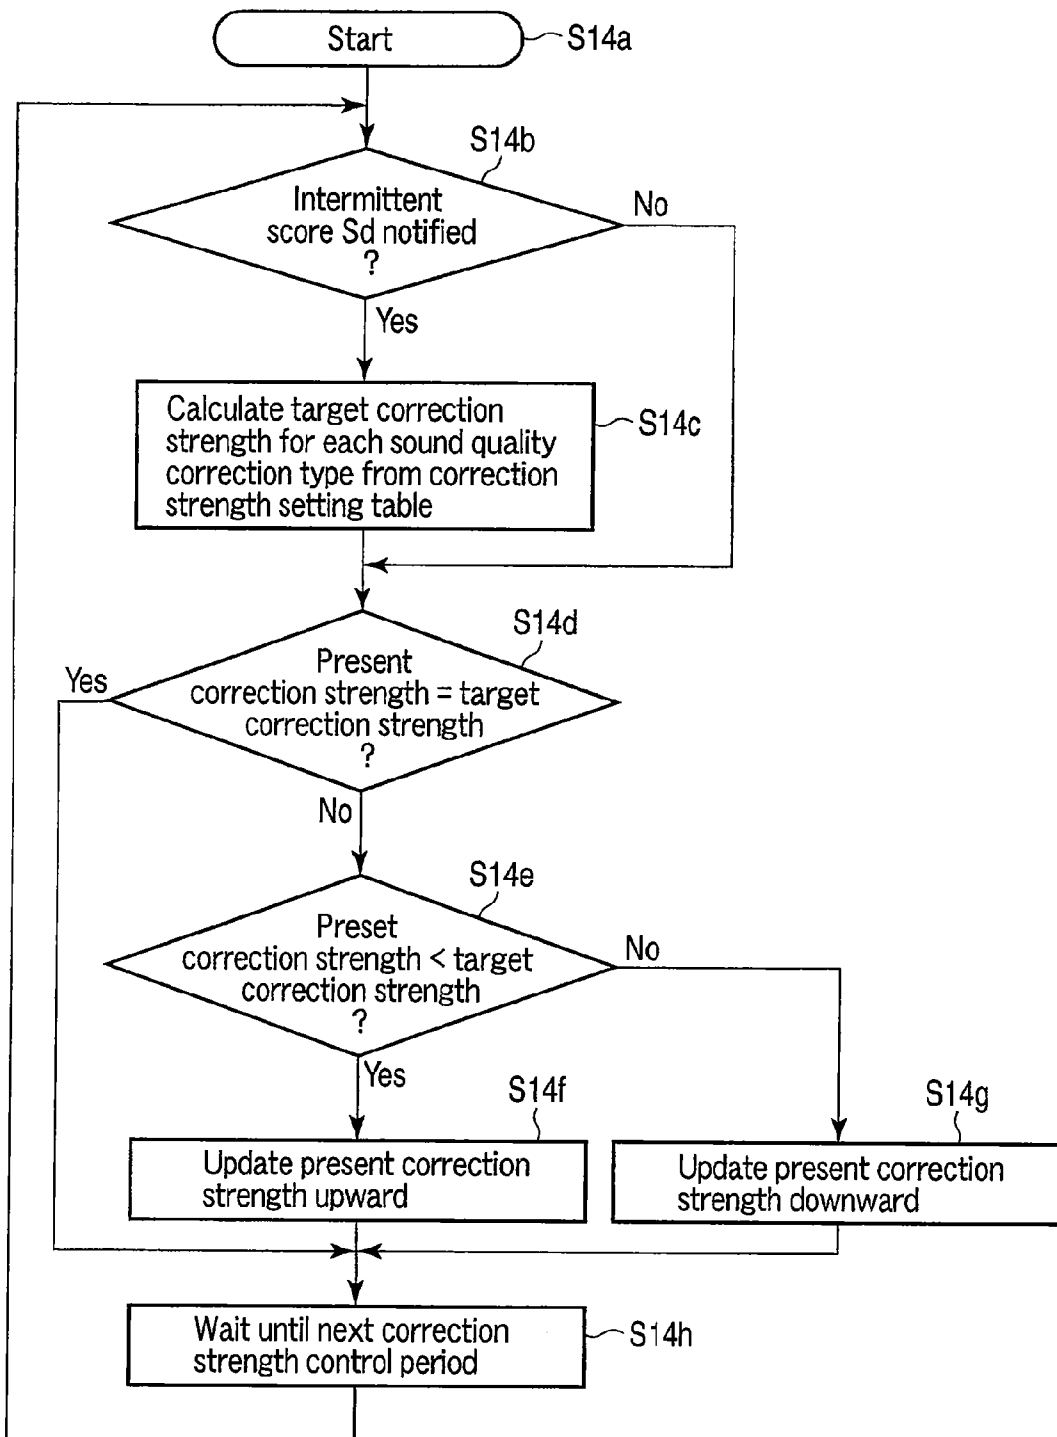 Start
S14a
S14b
Intermittent
score Sd notified
?
No
Yes
Calculate target correction
strength for each sound quality
correction type from correction
strength setting table
S14c
S14d
Present
correction strength = target
correction strength
?
Yes
No
S14e
Preset
correction strength < target
correction strength
?
No
Yes
S14f
Update present correction
strength upward
S14g
Update present correction
strength downward
Wait until next correction
strength control period
S14h